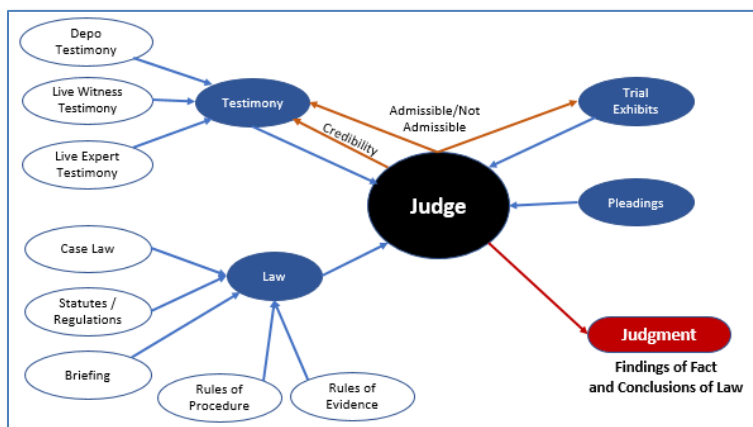 Depo
Testimony
Live Witness
Testimony
Live Expert
Testimony
Testimony
Admissible/Not
Admissible
Credibility
Trial
Exhibits
Judge
Pleadings
Case Law
Statutes /
Regulations
Briefing
Law
Rules of
Procedure
Rules of
Evidence
Judgment
Findings of Fact
and Conclusions of Law